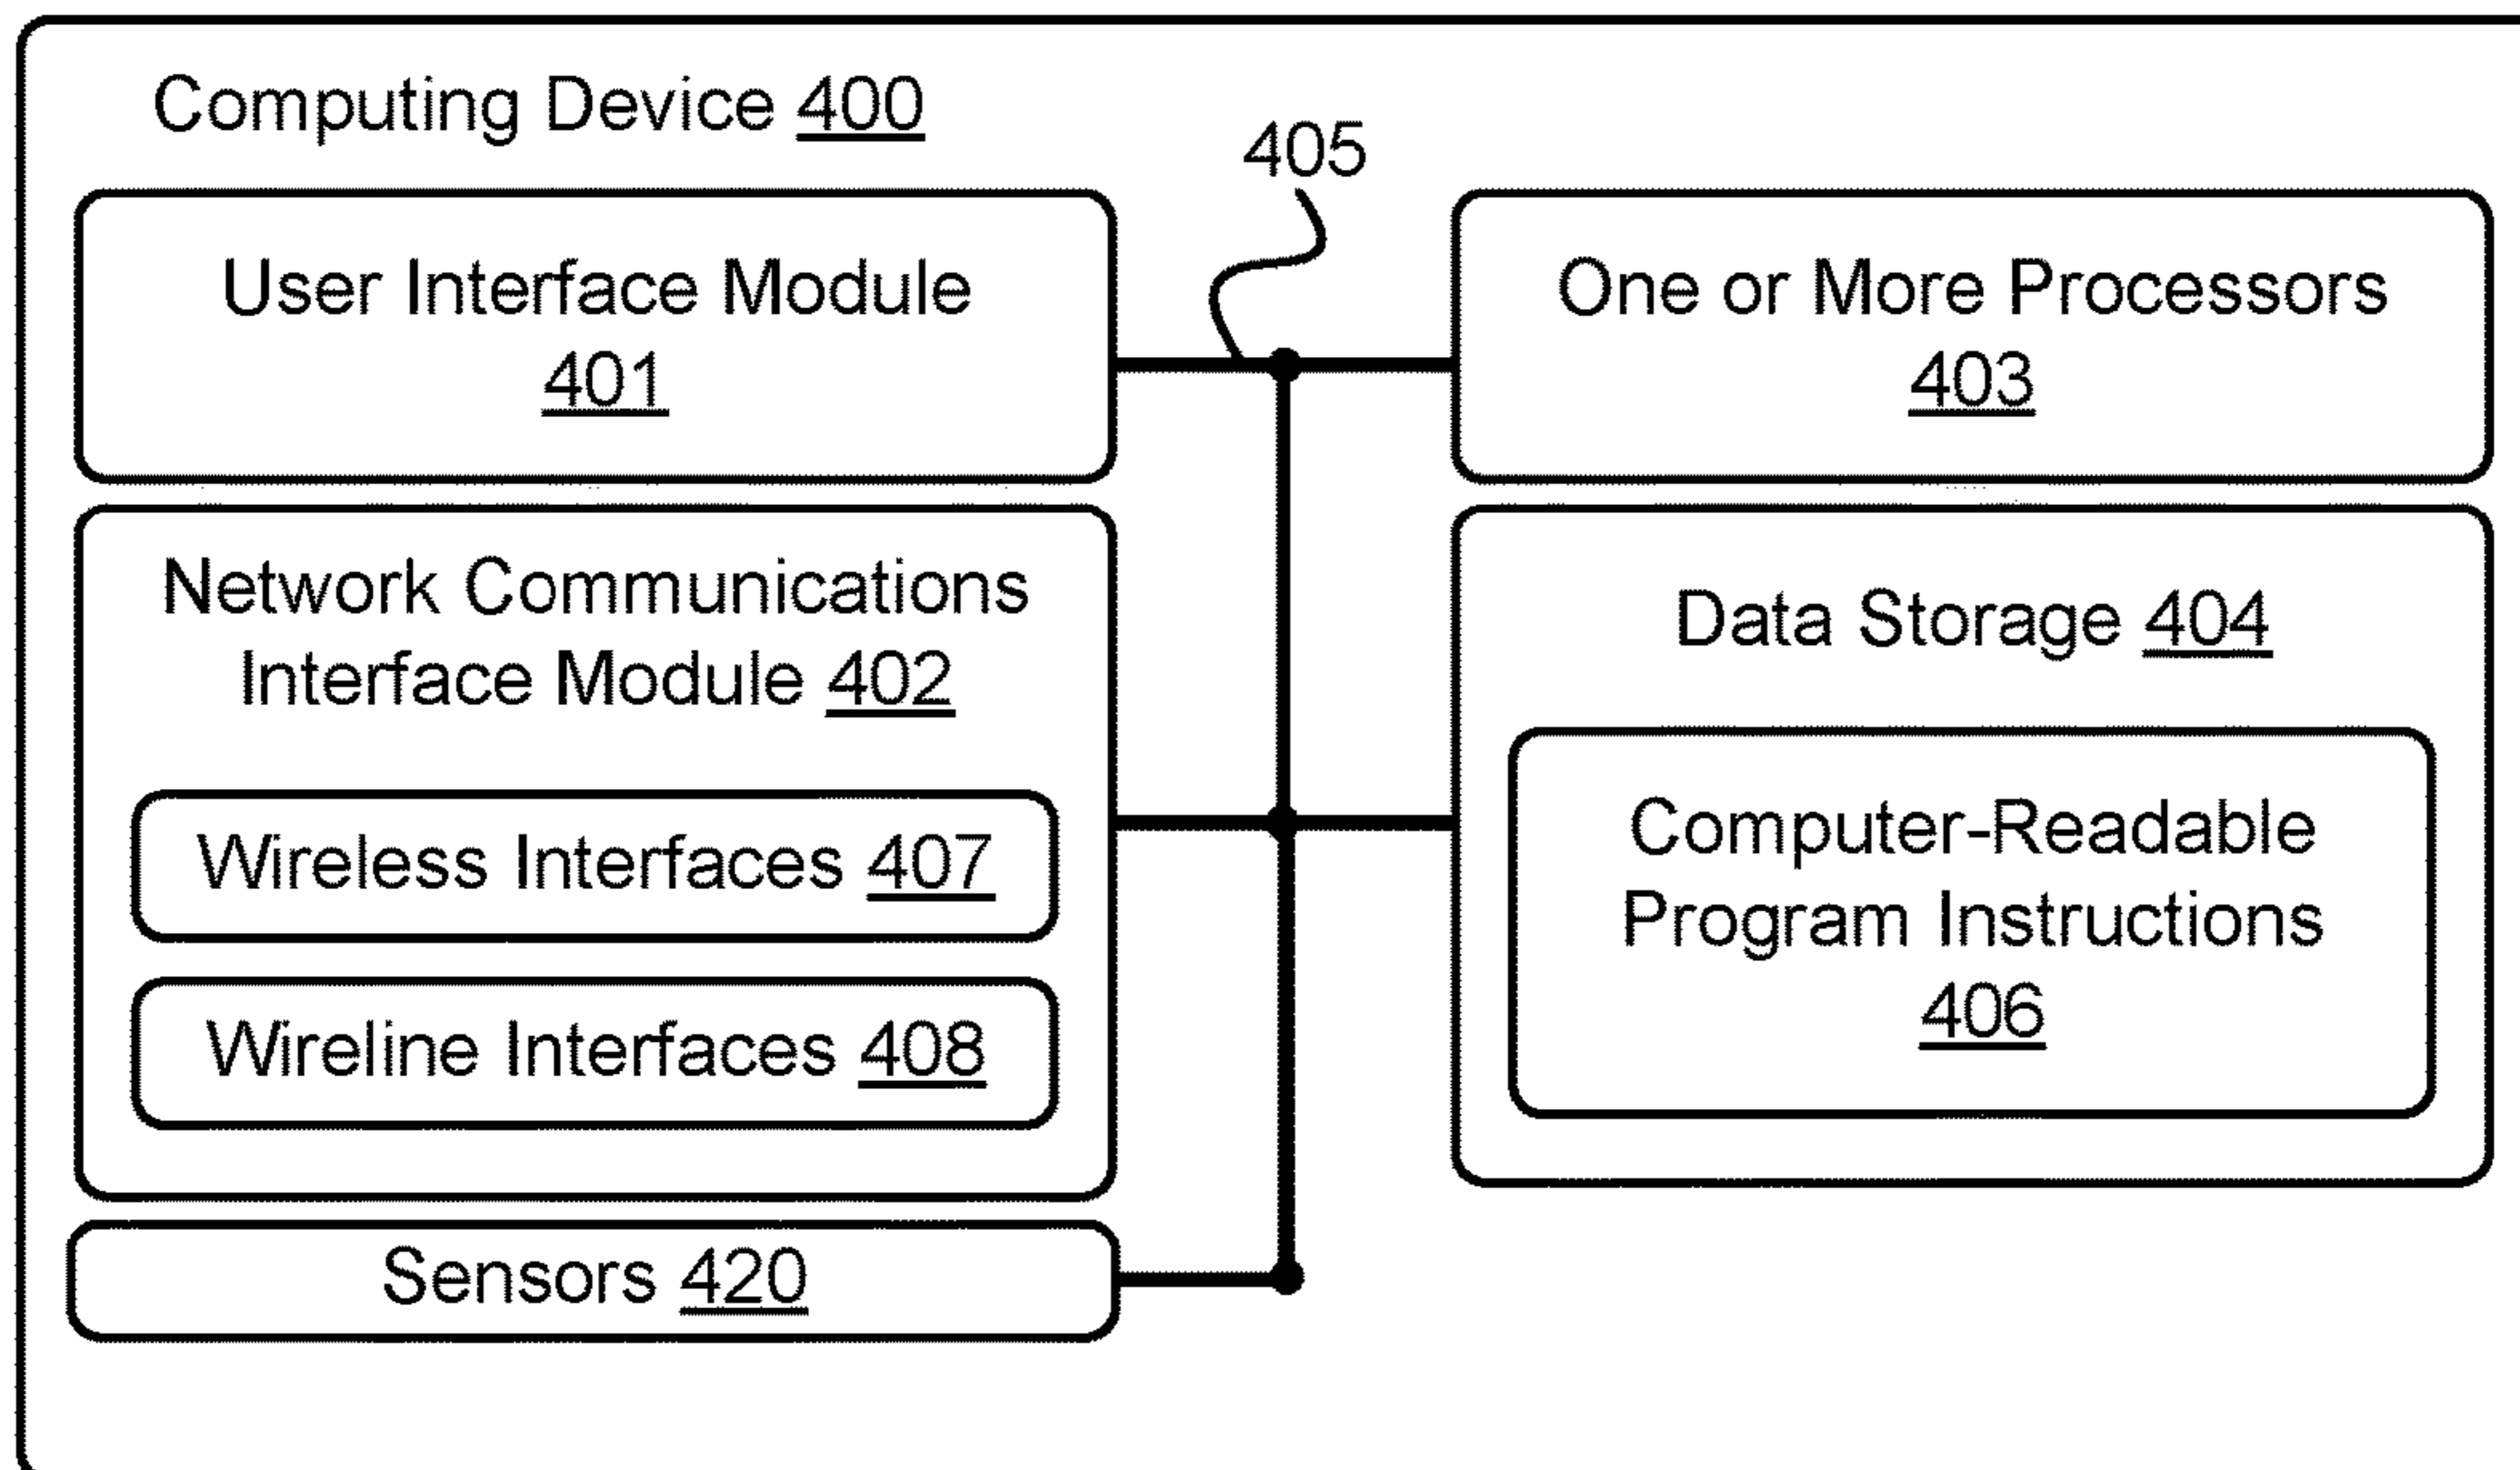 Computing Device 400
405
User Interface Module
401
One or More Processors
403
Network Communications
Interface Module 402
Wireless Interfaces 407
Wireline Interfaces 408
Data Storage 404
Computer-Readable
Program Instructions
406
Sensors 420